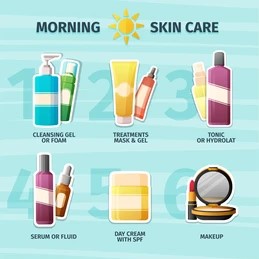 MORNING SKIN CARE
1 2 3
CLEANSING GEL
OR FOAM
TREATMENTS
MASK & GEL
TONIC
OR HYDROLAT
4 5 6
SERUM OR FLUID
DAY CREAM
WITH SPF
MAKEUP